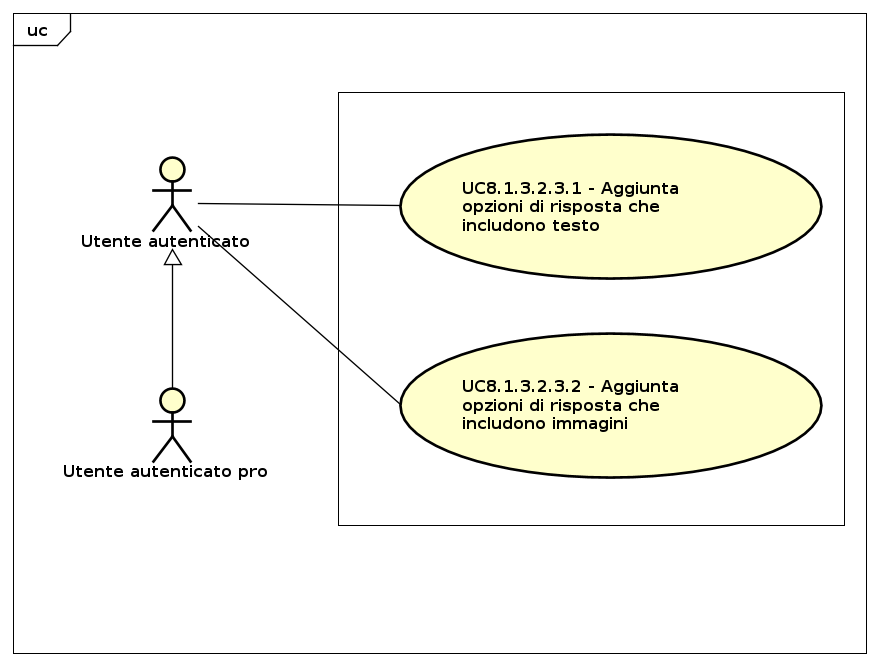 uc
UC8.1.3.2.3.1 - Aggiunta
opzioni di risposta che
includono testo
Utente autenticato
UC8.1.3.2.3.2 - Aggiunta
opzioni di risposta che
includono immagini
Utente autenticato pro